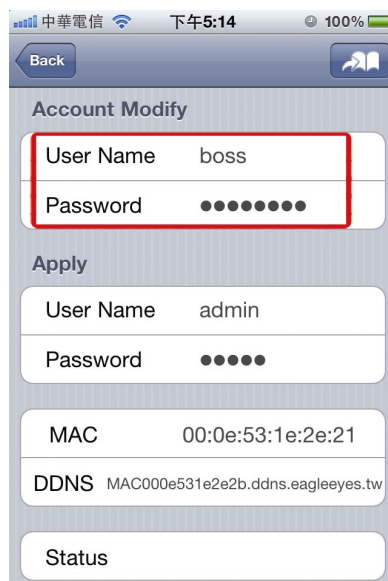 中華電信 下午5:14 100%
Back
Account Modify
User Name boss
Password ●●●●●●●●
Apply
User Name admin
Password ●●●●●
MAC 00:0e:53:1e:2e:21
DDNS MAC000e531e2e2b.ddns.eagleeyes.tw
Status